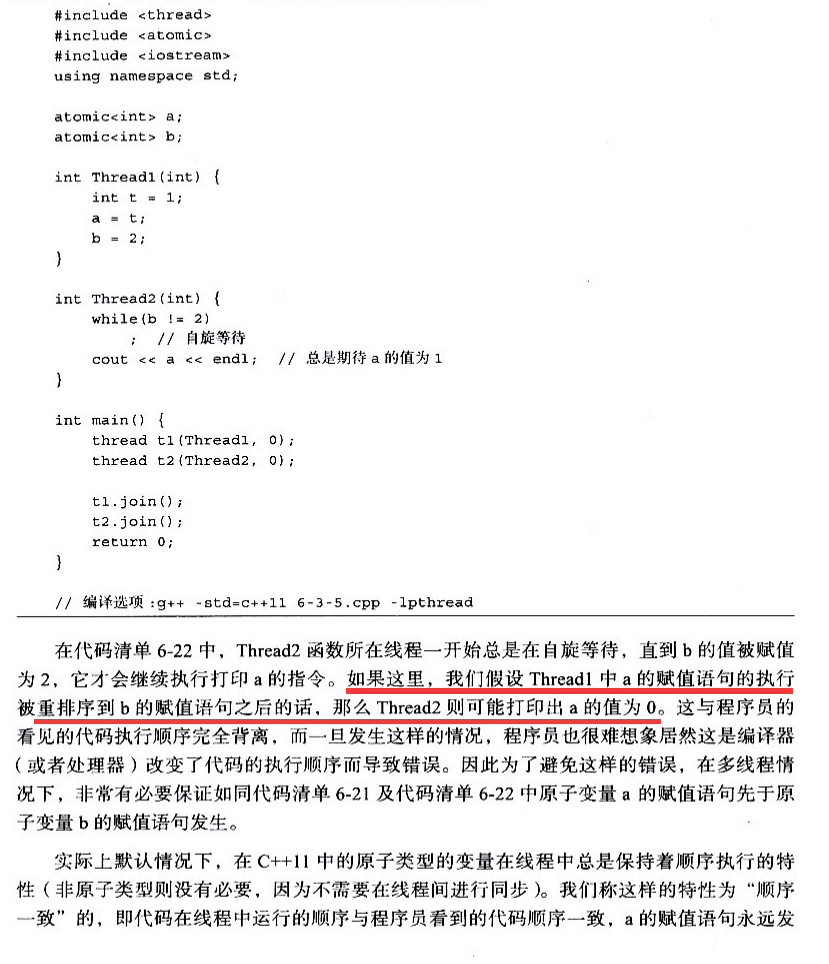 #include <thread>
#include <atomic>
#include <iostream>
using namespace std;
atomic<int> a;
atomic<int> b;
int Thread1(int) {
int t = 1;
a = t;
b = 2;
}
int Thread2(int) {
while(b != 2)
; // 自旋等待
cout << a << endl; // 总是期待 a 的值为 1
}
int main() {
thread t1(Thread1, 0);
thread t2(Thread2, 0);
t1.join();
t2.join();
return 0;
}
// 编译选项:g++ -std=c++11 6-3-5.cpp -lpthread
在代码清单 6-22 中，Thread2 函数所在线程一开始总是在自旋等待，直到 b 的值被赋值
为 2，它才会继续执行打印 a 的指令。如果这里，我们假设 Thread1 中 a 的赋值语句的执行
被重排序到 b 的赋值语句之后的话，那么 Thread2 则可能打印出 a 的值为 0。这与程序员的
看见的代码执行顺序完全背离，而一旦发生这样的情况，程序员也很难想象居然这是编译器
（或者处理器）改变了代码的执行顺序而导致错误。因此为了避免这样的错误，在多线程情
况下，非常有必要保证如同代码清单 6-21 及代码清单 6-22 中原子变量 a 的赋值语句先于原
子变量 b 的赋值语句发生。
实际上默认情况下，在 C++11 中的原子类型的变量在线程中总是保持着顺序执行的特
性（非原子类型则没有必要，因为不需要在线程间进行同步）。我们称这样的特性为“顺序
一致”的，即代码在线程中运行的顺序与程序员看到的代码顺序一致，a 的赋值语句永远发